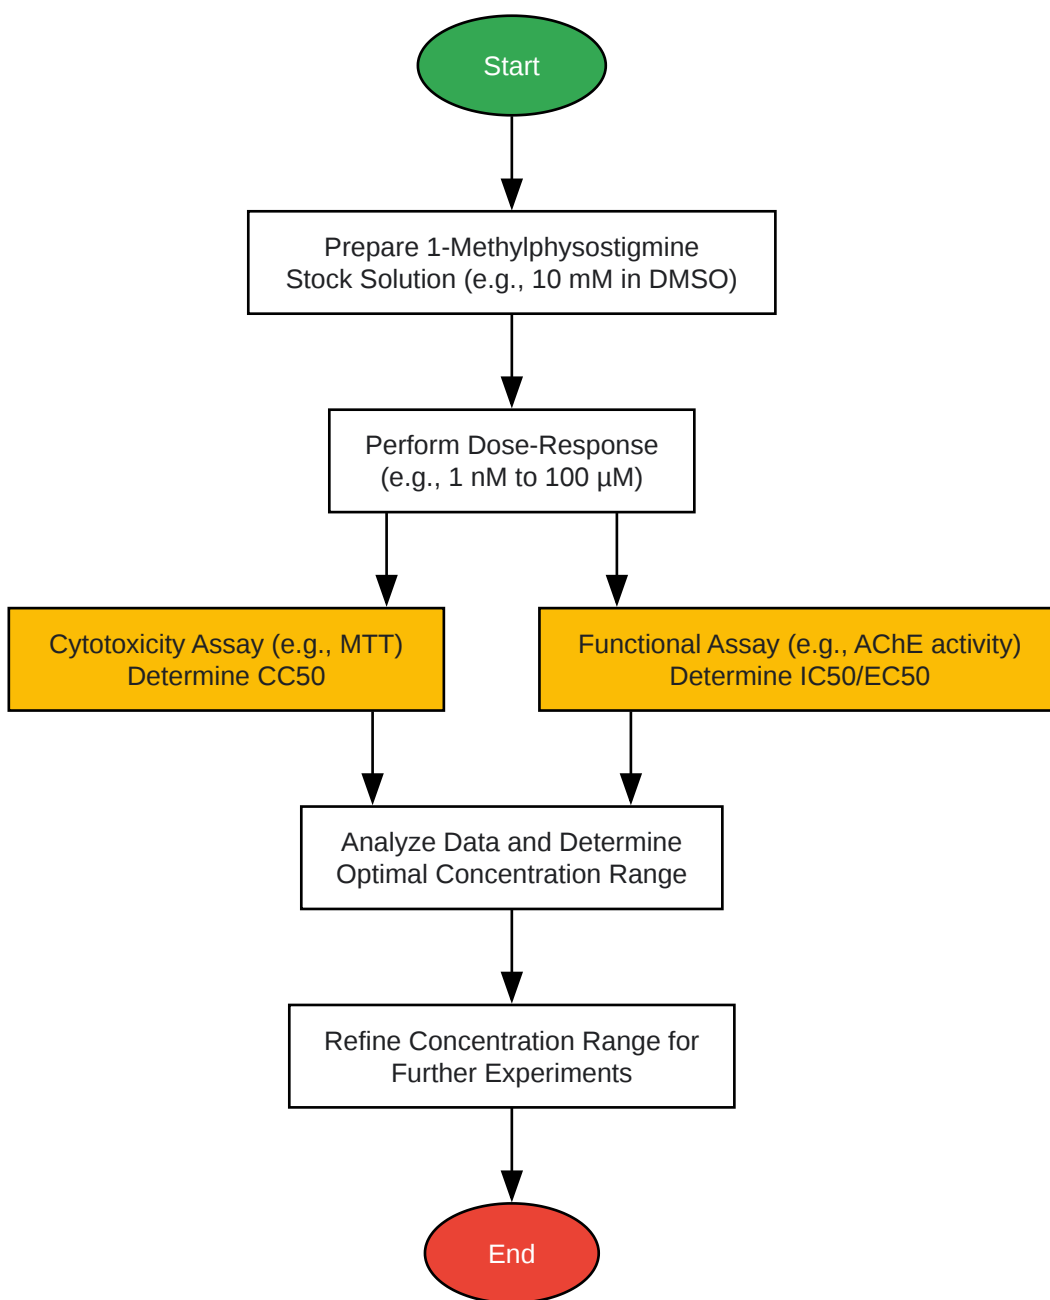 Start
Prepare 1-Methylphysostigmine
Stock Solution (e.g., 10 mM in DMSO)
Perform Dose-Response
(e.g., 1 nM to 100 µM)
Cytotoxicity Assay (e.g., MTT)
Determine CC50
Functional Assay (e.g., AChE activity)
Determine IC50/EC50
Analyze Data and Determine
Optimal Concentration Range
Refine Concentration Range for
Further Experiments
End